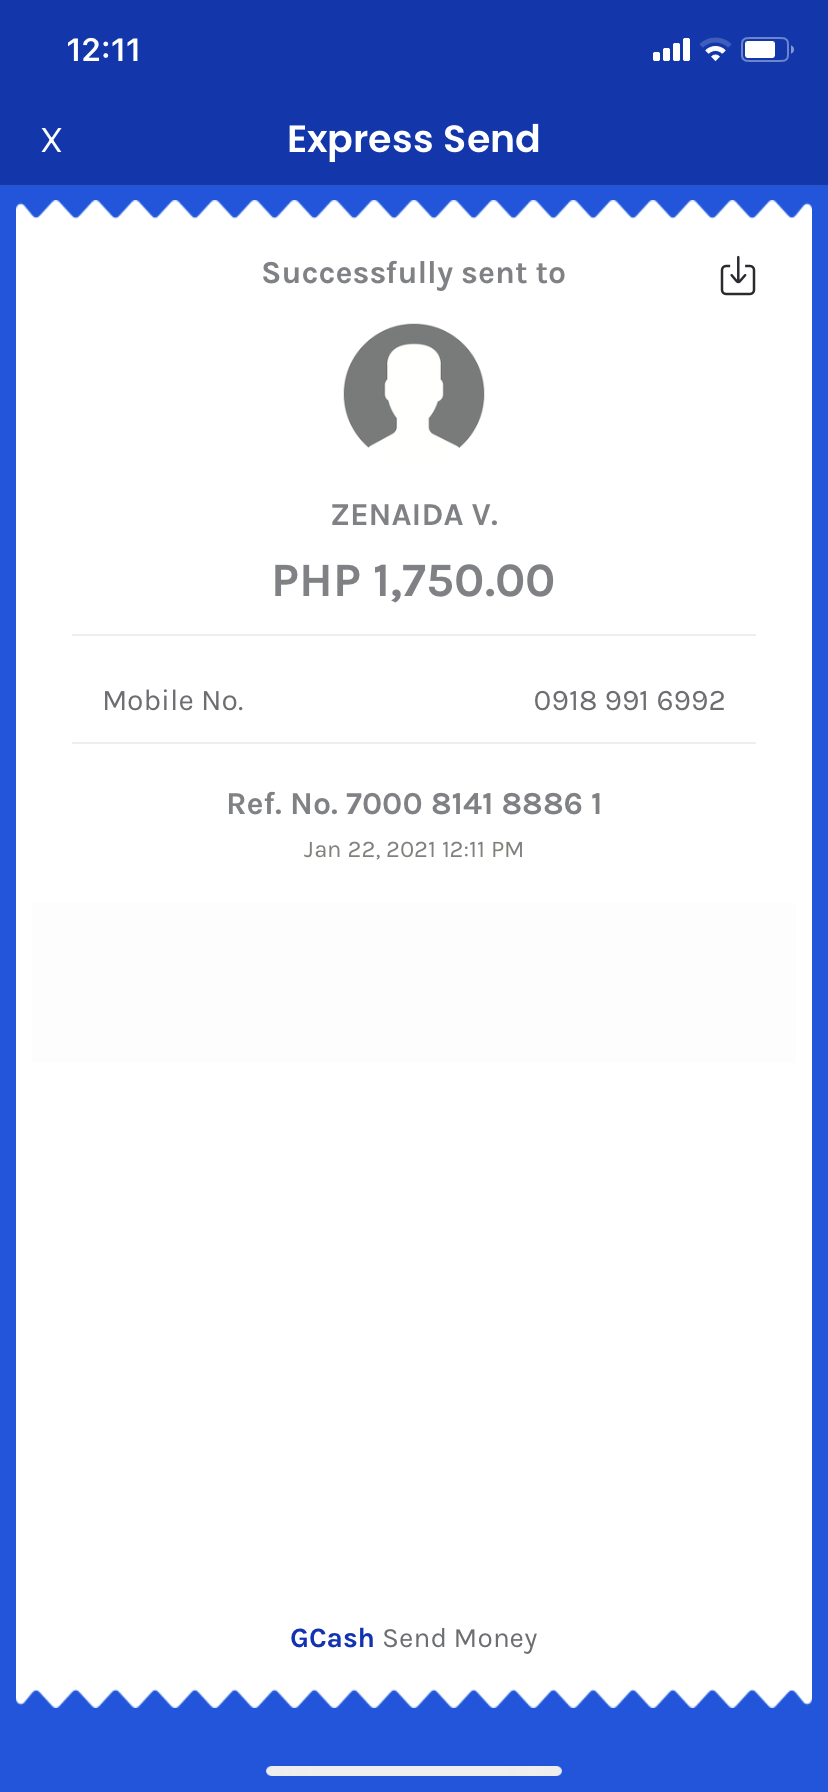 12:11
X
Express Send
Successfully sent to
ZENAIDA V.
PHP 1,750.00
Mobile No. 0918 991 6992
Ref. No. 7000 8141 8886 1
Jan 22, 2021 12:11 PM
GCash Send Money